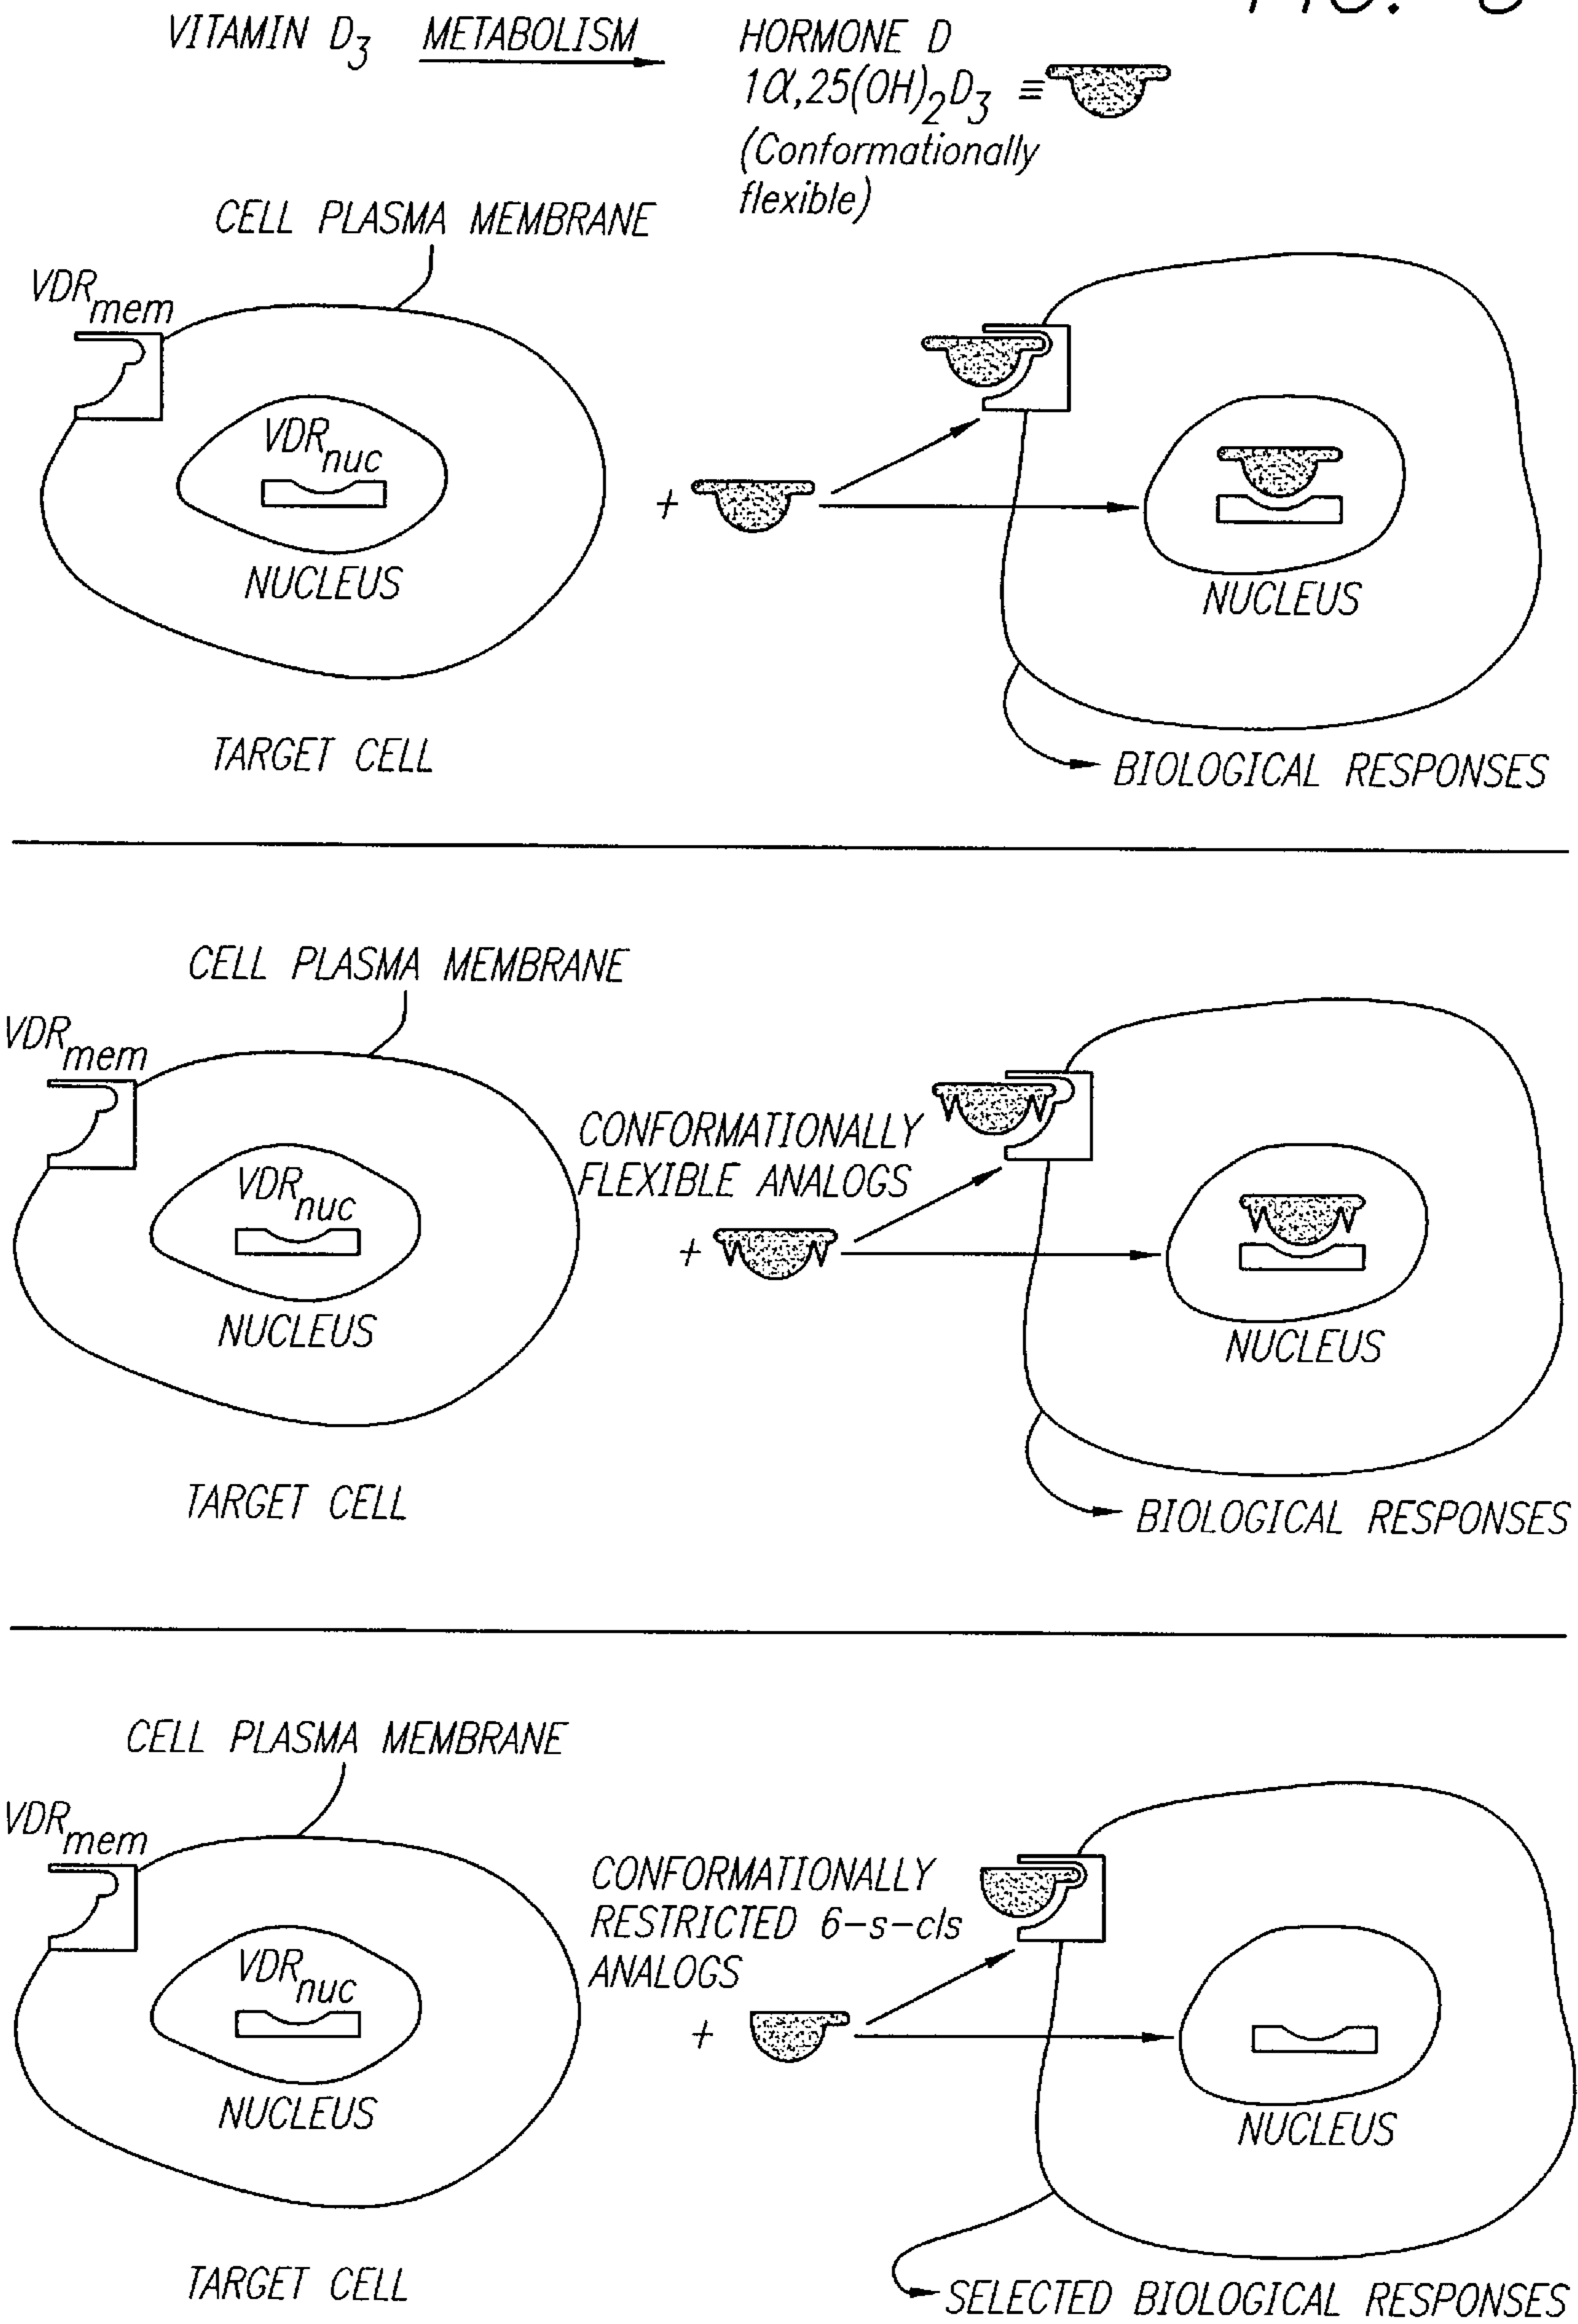 VITAMIN D3 METABOLISM
HORMONE D
1α,25(OH)2D3 ≡
(Conformationally
flexible)
CELL PLASMA MEMBRANE
VDRmem
VDRnuc
NUCLEUS
TARGET CELL
+
NUCLEUS
BIOLOGICAL RESPONSES
CELL PLASMA MEMBRANE
VDRmem
VDRnuc
NUCLEUS
TARGET CELL
CONFORMATIONALLY
FLEXIBLE ANALOGS
+
NUCLEUS
BIOLOGICAL RESPONSES
CELL PLASMA MEMBRANE
VDRmem
VDRnuc
NUCLEUS
TARGET CELL
CONFORMATIONALLY
RESTRICTED 6-s-cis
ANALOGS
+
NUCLEUS
SELECTED BIOLOGICAL RESPONSES